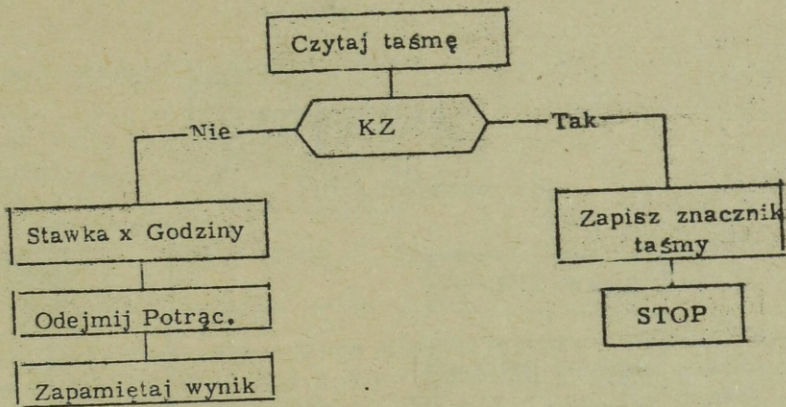 Czytaj taśmę
KZ
Nie
Tak
Stawka x Godziny
Zapisz znacznik
taśmy
Odejmij Potrąc.
STOP
Zapamiętaj wynik